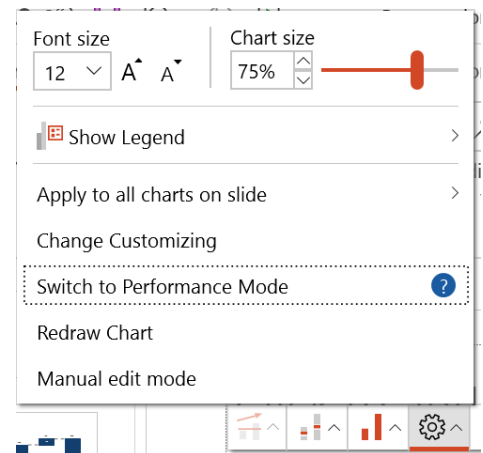 Font size
Chart size
12
A
A
75%
Show Legend
Apply to all charts on slide
Change Customizing
Switch to Performance Mode
?
Redraw Chart
Manual edit mode